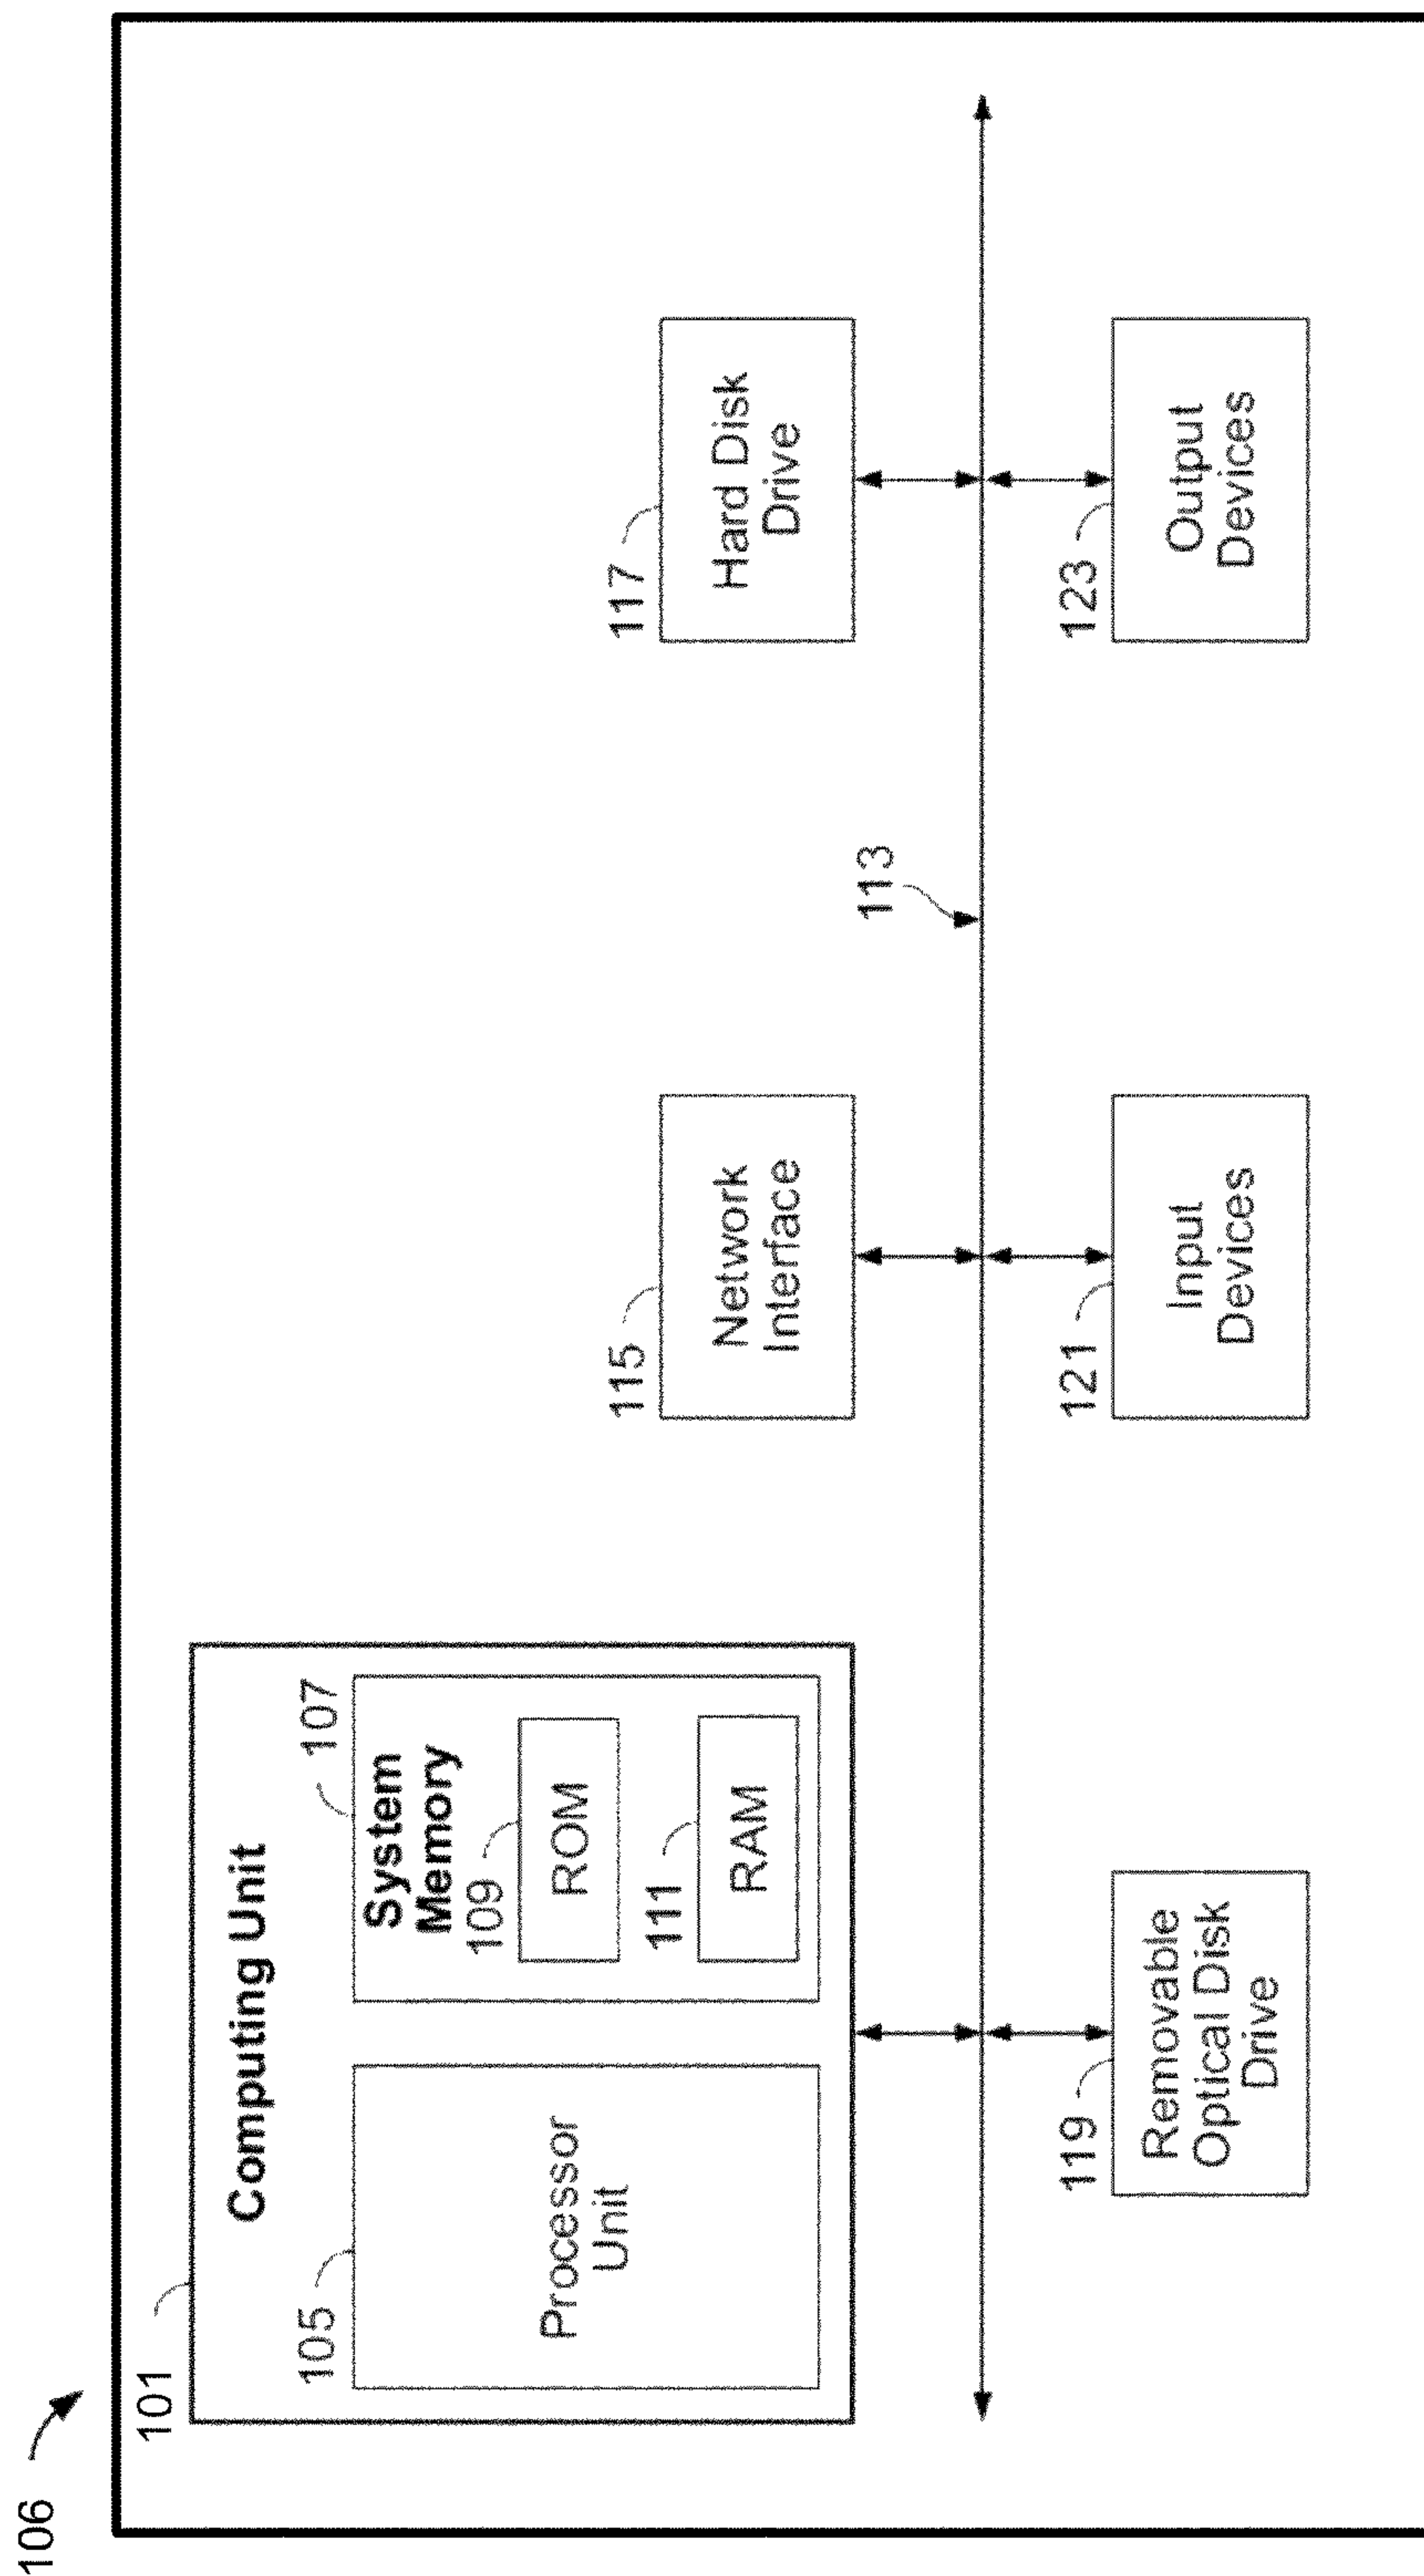 106
101
Computing Unit
105
Processor
Unit
107
System
Memory
109
ROM
111
RAM
115
Network
Interface
117
Hard Disk
Drive
113
119
Removable
Optical Disk
Drive
121
Input
Devices
123
Output
Devices